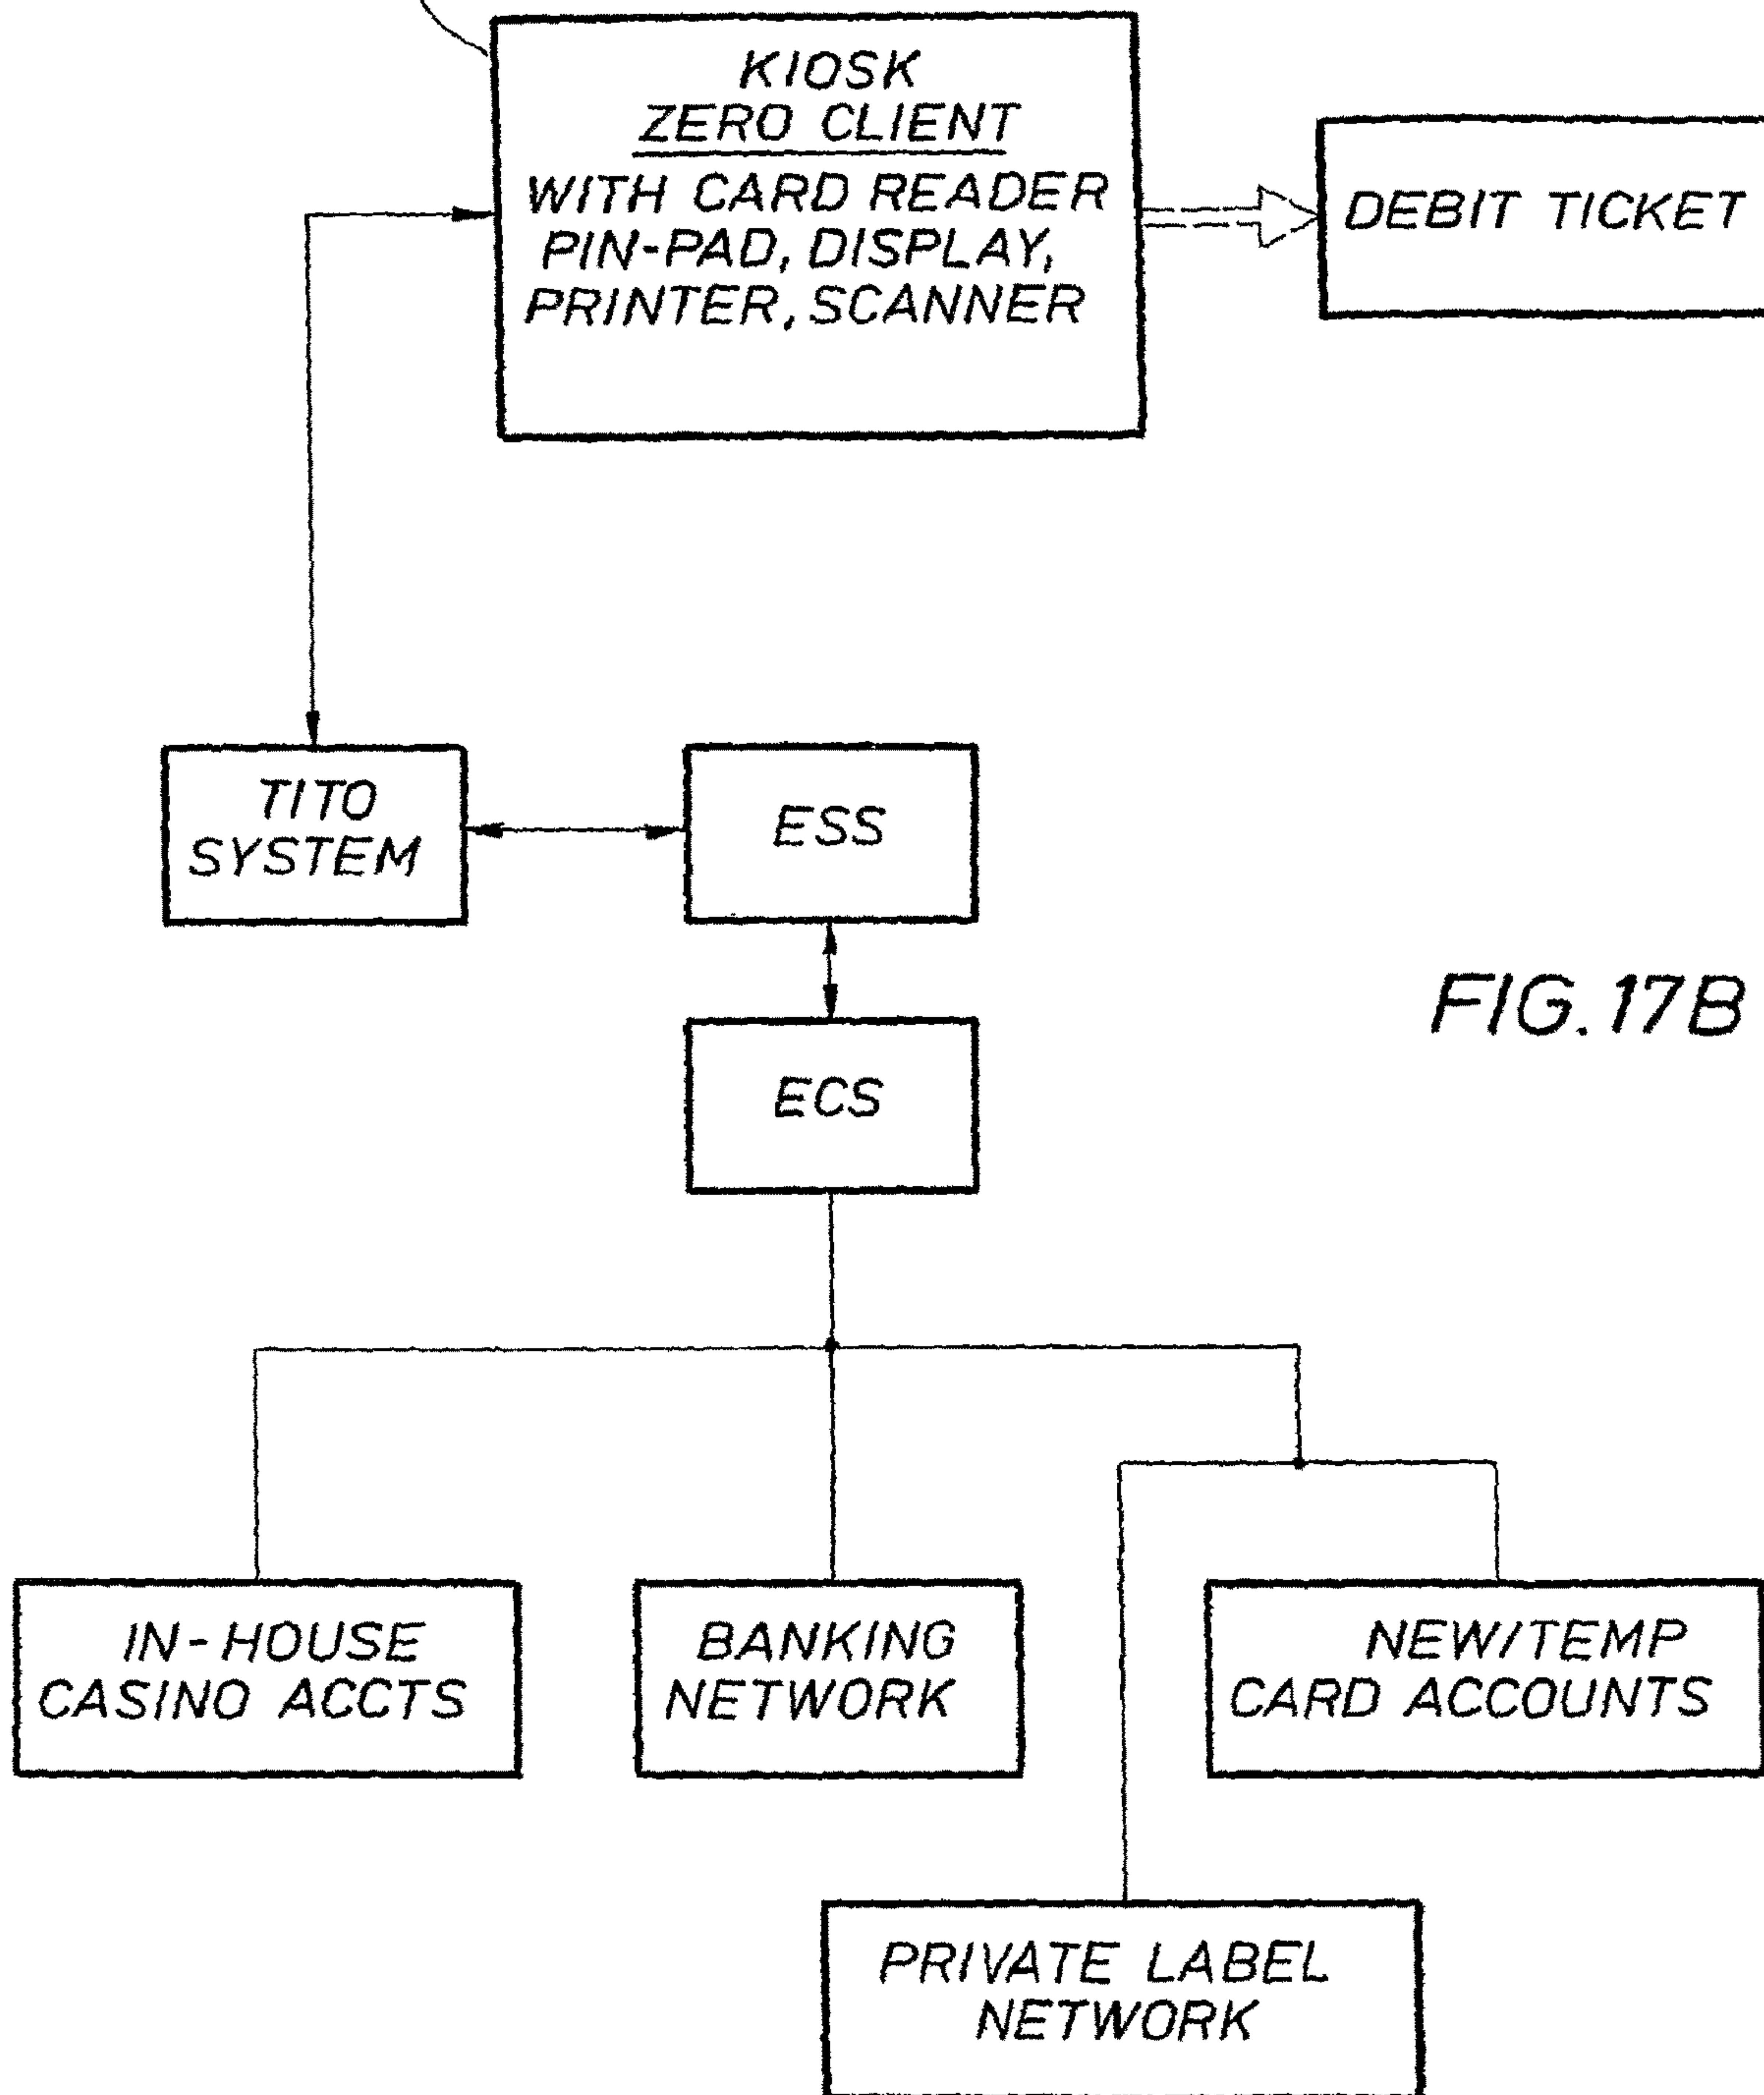 KIOSK
ZERO CLIENT
WITH CARD READER
PIN-PAD, DISPLAY,
PRINTER, SCANNER
DEBIT TICKET
TITO
SYSTEM
ESS
ECS
FIG. 17B
IN-HOUSE
CASINO ACCTS
BANKING
NETWORK
NEW/TEMP
CARD ACCOUNTS
PRIVATE LABEL
NETWORK